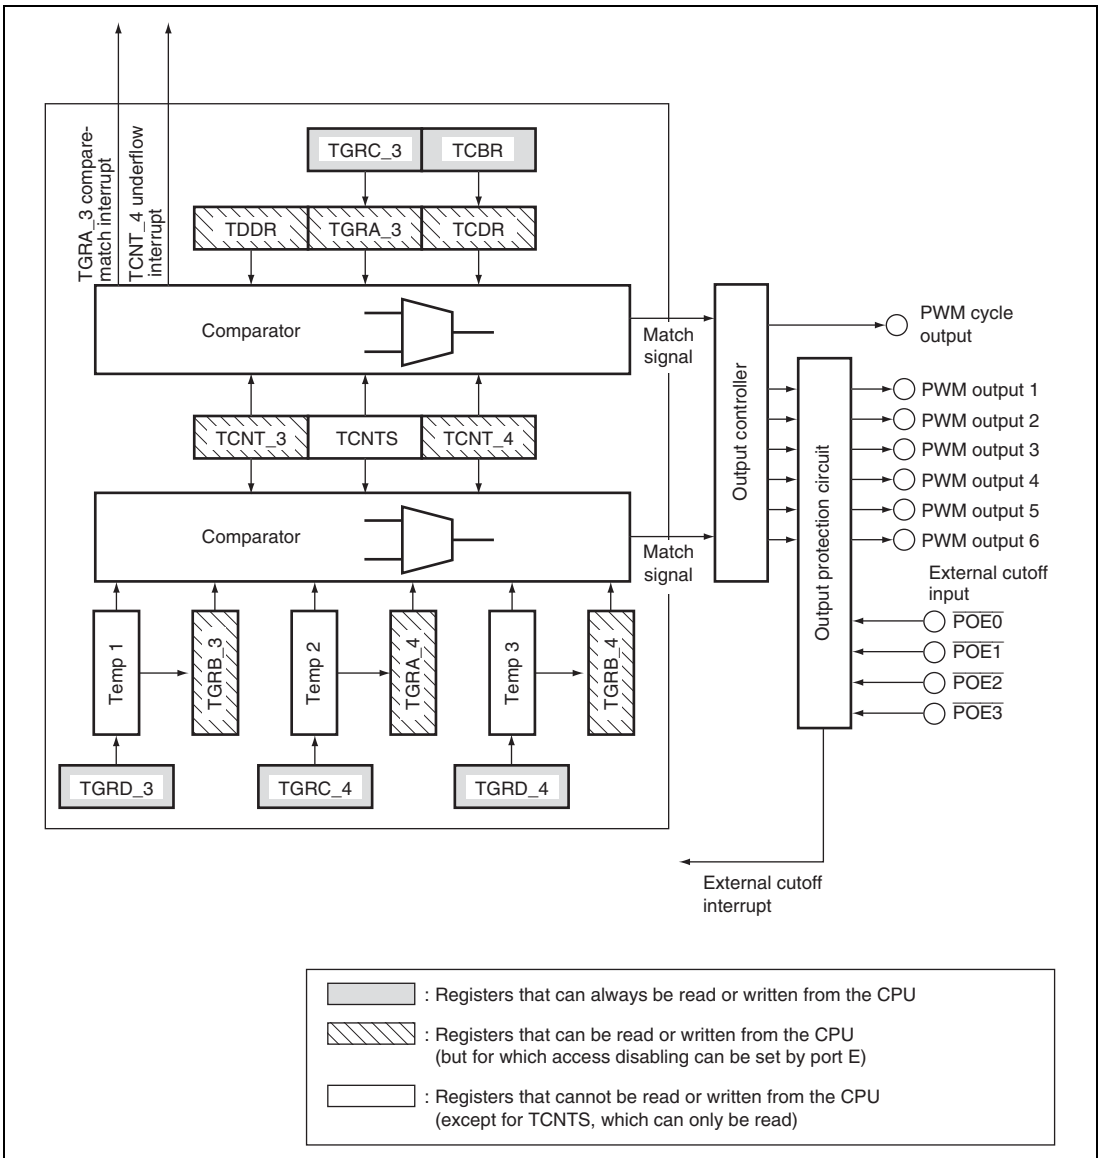 TGRA_3 compare-
match interrupt
TCNT_4 underflow
interrupt
TGRC_3
TCBR
TDDR
TGRA_3
TCDR
Comparator
Match
signal
Output controller
PWM cycle
output
Output protection circuit
PWM output 1
PWM output 2
PWM output 3
PWM output 4
PWM output 5
PWM output 6
TCNT_3
TCNTS
TCNT_4
Comparator
Match
signal
External cutoff
input
POE0
POE1
POE2
POE3
Temp 1
TGRB_3
Temp 2
TGRA_4
Temp 3
TGRB_4
TGRD_3
TGRC_4
TGRD_4
External cutoff
interrupt
: Registers that can always be read or written from the CPU
: Registers that can be read or written from the CPU
(but for which access disabling can be set by port E)
: Registers that cannot be read or written from the CPU
(except for TCNTS, which can only be read)